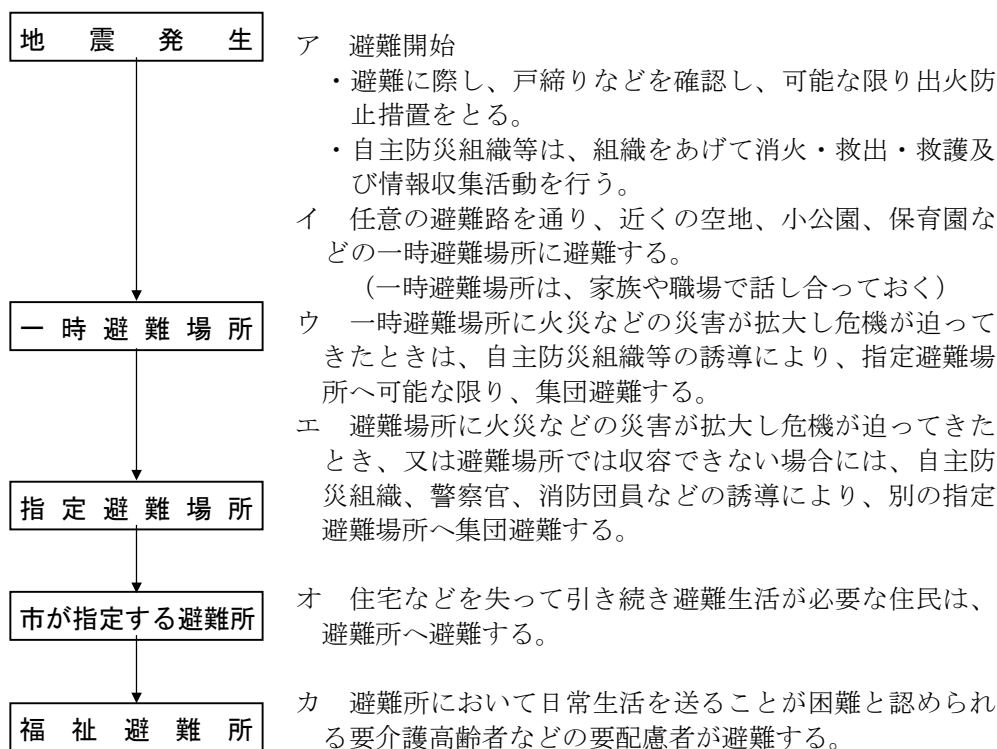 地震発生
ア　避難開始
・避難に際し、戸締りなどを確認し、可能な限り出火防
止措置をとる。
・自主防災組織等は、組織をあげて消火・救出・救護及
び情報収集活動を行う。
イ　任意の避難路を通り、近くの空地、小公園、保育園な
どの一時避難場所に避難する。
（一時避難場所は、家族や職場で話し合っておく）
一時避難場所
ウ　一時避難場所に火災などの災害が拡大し危機が迫って
きたときは、自主防災組織等の誘導により、指定避難場
所へ可能な限り、集団避難する。
エ　避難場所に火災などの災害が拡大し危機が迫ってきた
とき、又は避難場所では収容できない場合には、自主防
災組織、警察官、消防団員などの誘導により、別の指定
避難場所へ集団避難する。
指定避難場所
市が指定する避難所
オ　住宅などを失って引き続き避難生活が必要な住民は、
避難所へ避難する。
福祉避難所
カ　避難所において日常生活を送ることが困難と認められ
る要介護高齢者などの要配慮者が避難する。